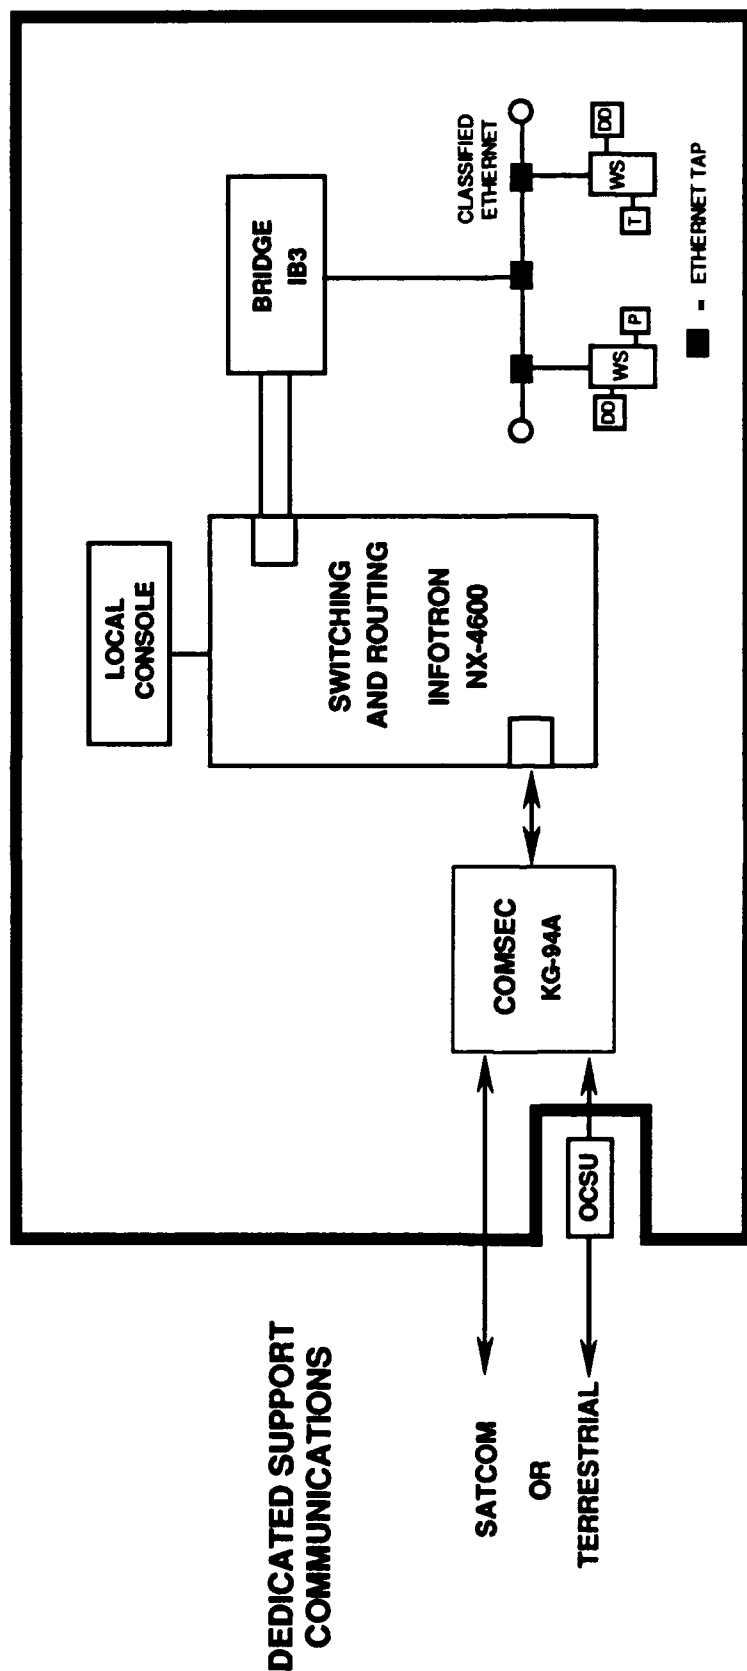 DEDICATED SUPPORT
COMMUNICATIONS
SATCOM
OR
TERRESTRIAL
OCSU
COMSEC
KG-94A
LOCAL
CONSOLE
SWITCHING
AND ROUTING
INFOTRON
NX-4600
BRIDGE
IB3
CLASSIFIED
ETHERNET
DD
WS
P
T
WS
DD
- ETHERNET TAP